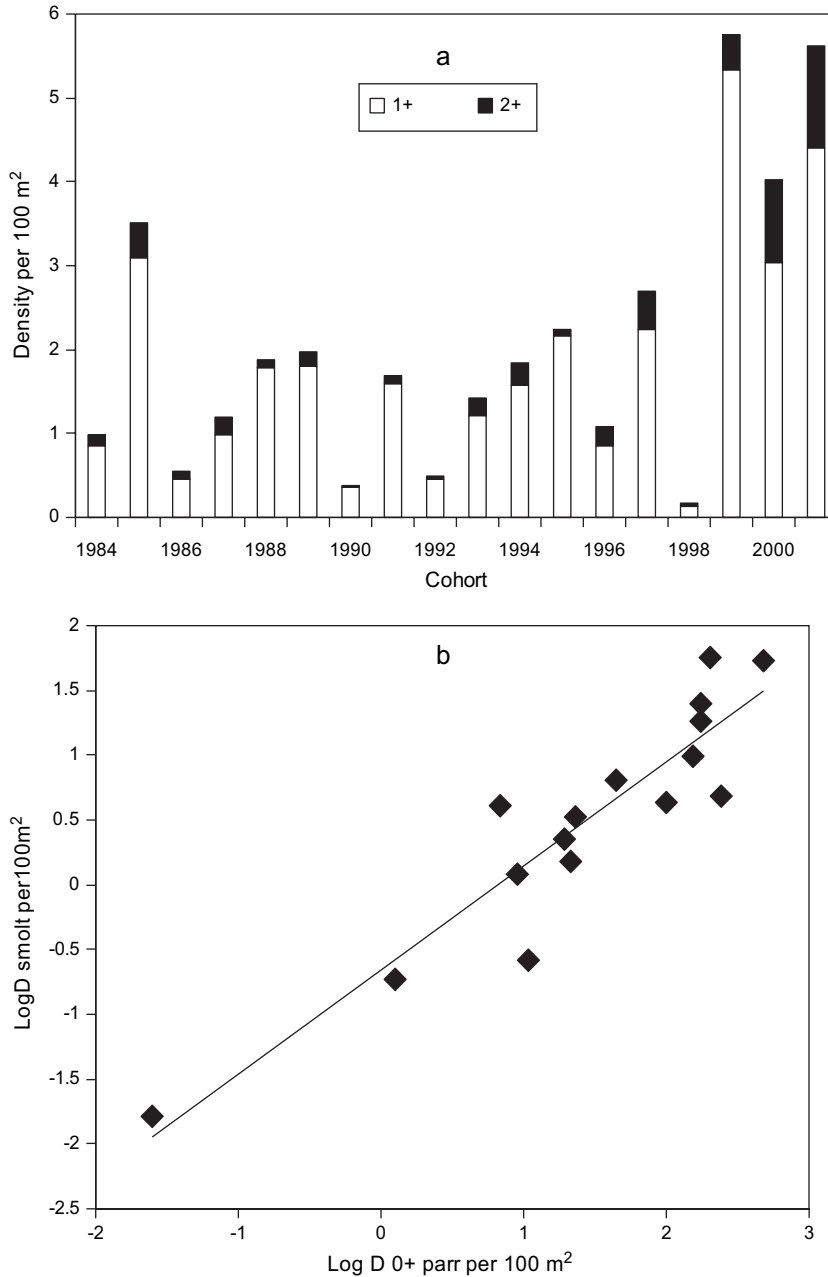 6
a
1+ 2+
5
4
3
2
1
0
Density per 100 m²
1984 1986 1988 1990 1992 1994 1996 1998 2000
Cohort
2
b
1.5
1
0.5
0
-0.5
-1
-1.5
-2
-2.5
LogD smolt per100m²
-2 -1 0 1 2 3
Log D 0+ parr per 100 m²